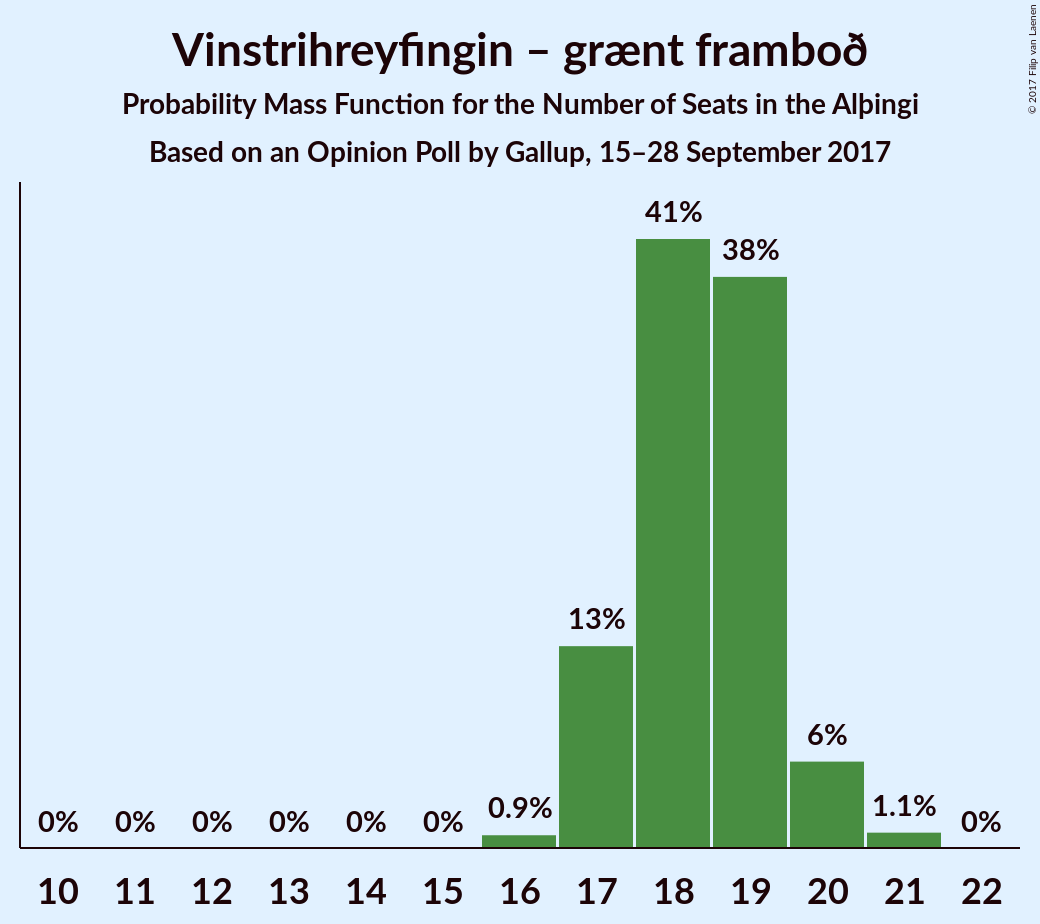 Vinstrihreyfingin – grænt framboð
Probability Mass Function for the Number of Seats in the Alþingi
Based on an Opinion Poll by Gallup, 15–28 September 2017
© 2017 Filip van Laenen
41%
38%
13%
6%
0% 0% 0% 0% 0% 0% 0.9% 1.1% 0%
10 11 12 13 14 15 16 17 18 19 20 21 22